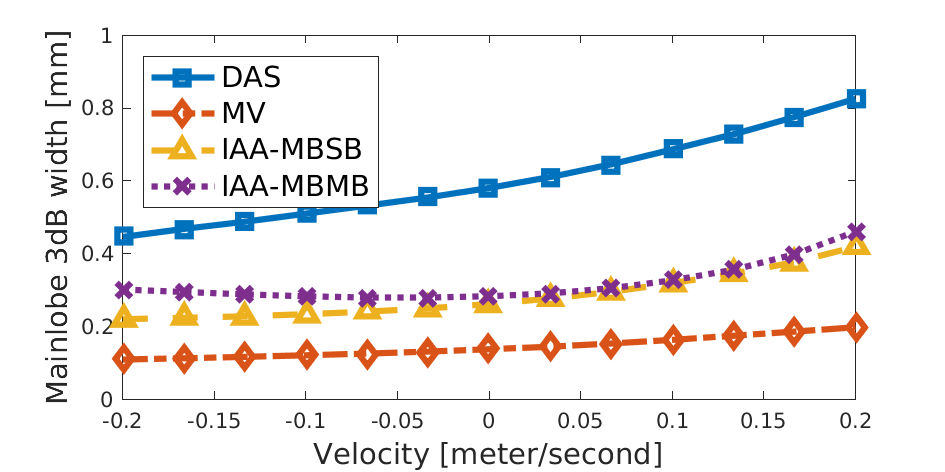 Mainlobe 3dB width [mm]
1
0.8
0.6
0.4
0.2
0
DAS
MV
IAA-MBSB
IAA-MBMB
-0.2 -0.15 -0.1 -0.05 0 0.05 0.1 0.15 0.2
Velocity [meter/second]